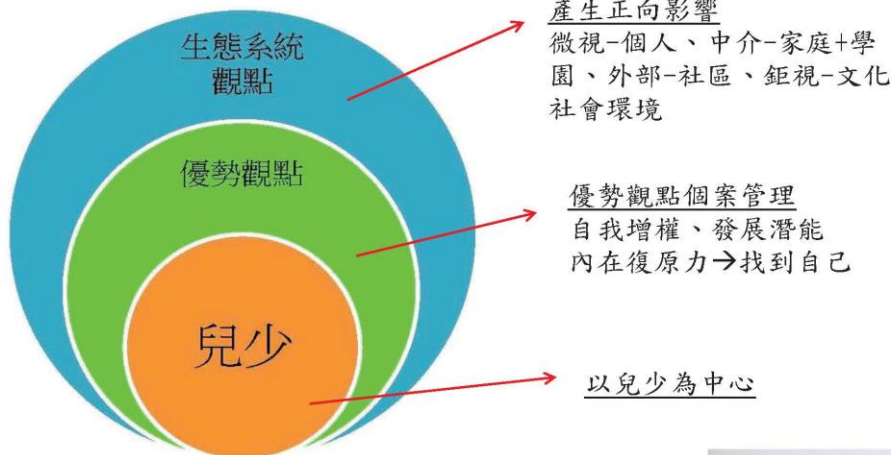 生態系統
觀點
優勢觀點
兒少
產生正向影響
微視-個人、中介-家庭+學
園、外部-社區、鉅視-文化
社會環境
優勢觀點個案管理
自我增權、發展潛能
內在復原力→找到自己
以兒少為中心